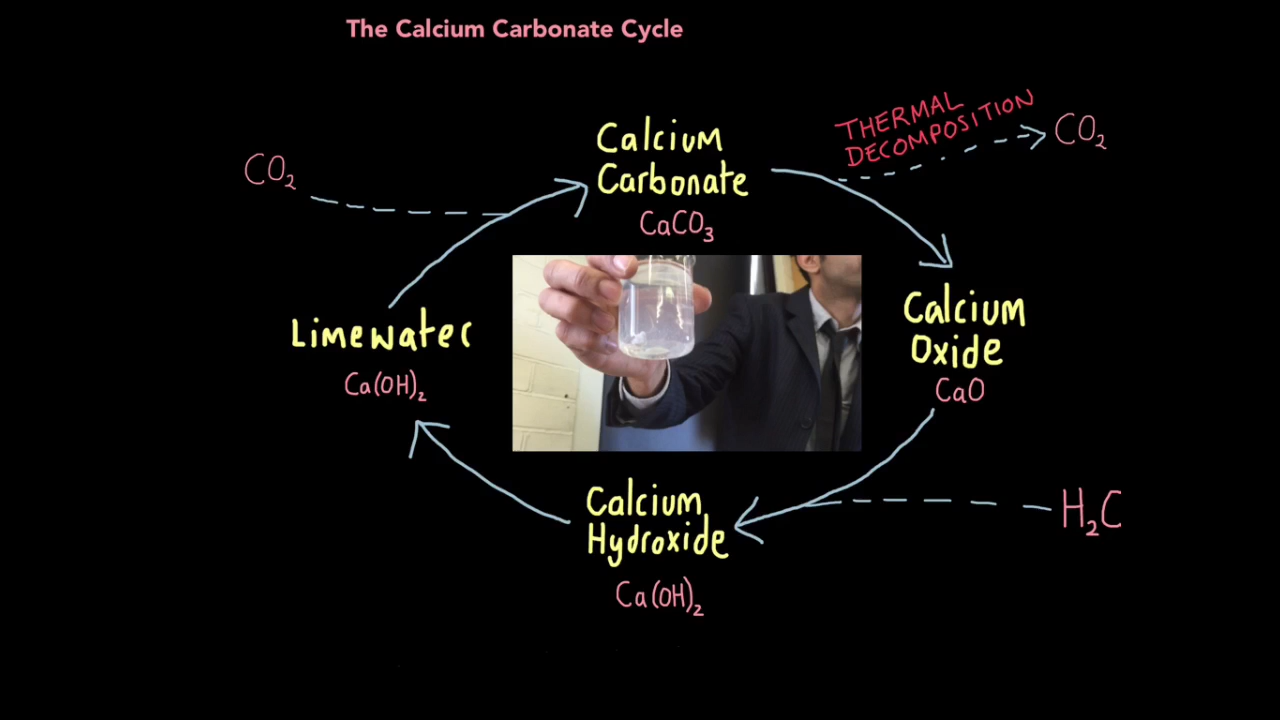 The Calcium Carbonate Cycle
THERMAL
DECOMPOSITION
CO₂
CO₂
Calcium
Carbonate
CaCO₃
Limewater
Ca(OH)₂
Calcium
Oxide
CaO
Calcium
Hydroxide
Ca(OH)₂
H₂C